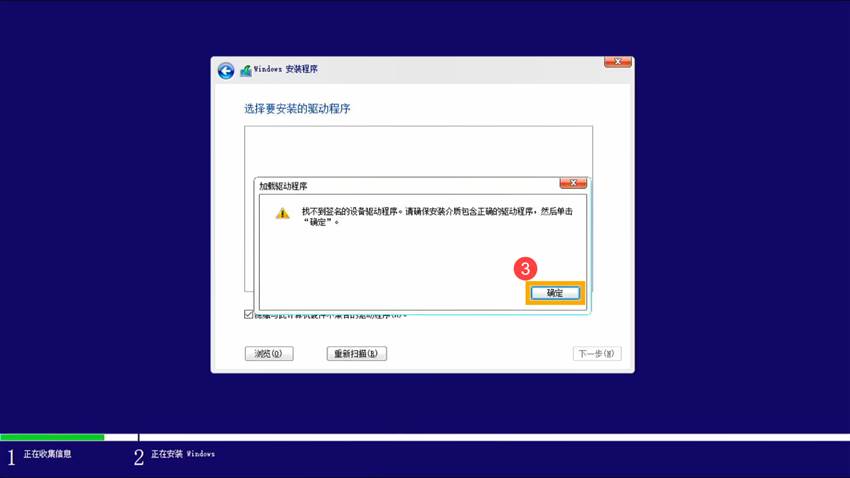 Windows 安装程序
选择要安装的驱动程序
加载驱动程序
找不到签名的设备驱动程序。请确保安装介质包含正确的驱动程序，然后单击
“确定”。
3
确定
浏览(O)
重新扫描(R)
下一步(N)
1 正在收集信息
2 正在安装 Windows